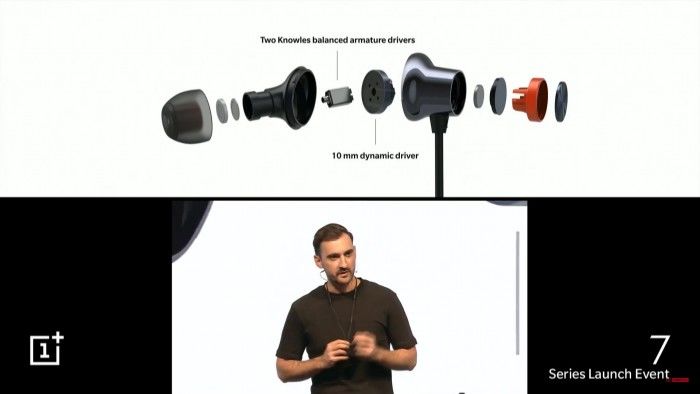 Two Knowles balanced armature drivers
10 mm dynamic driver
1+
7
Series Launch Event